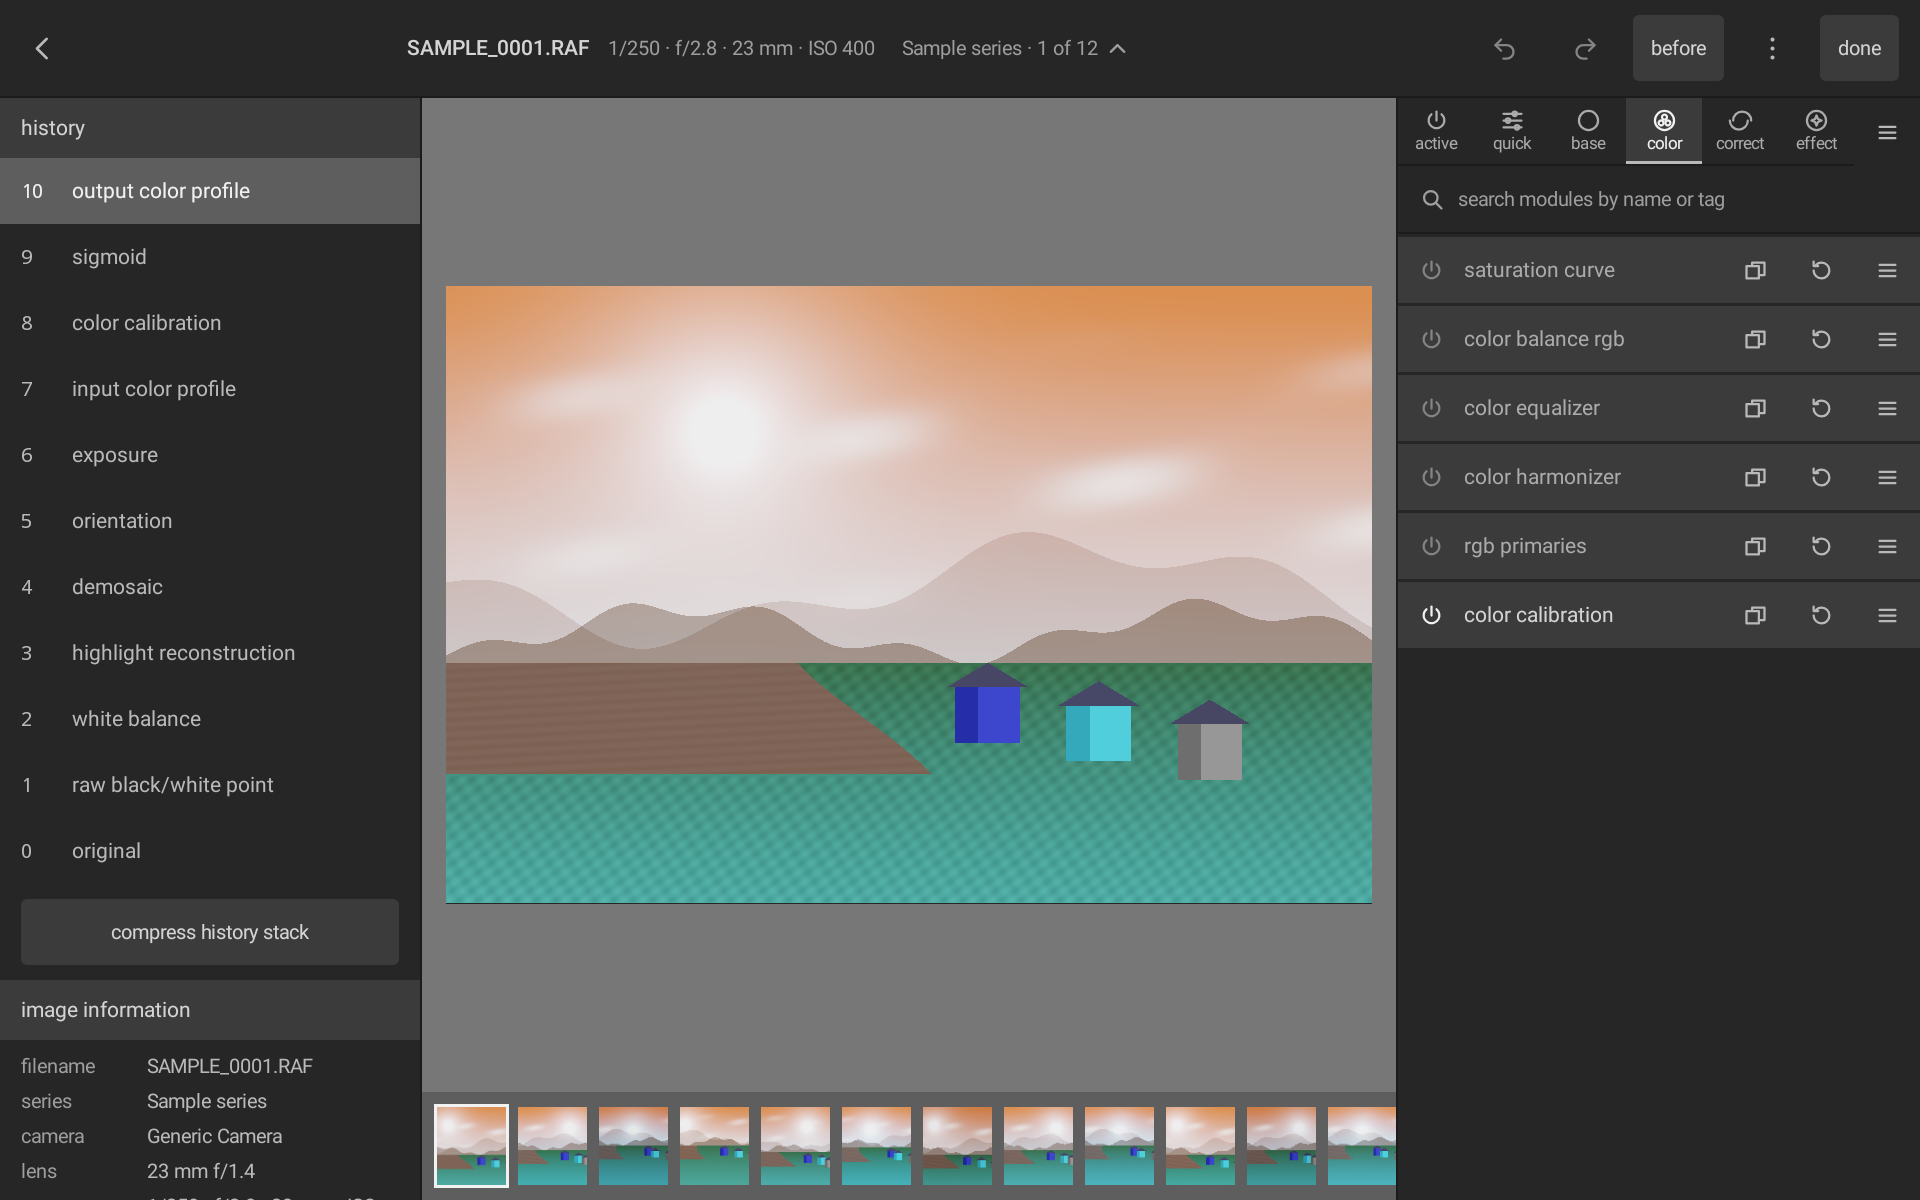 SAMPLE_0001.RAF 1/250 · f/2.8 · 23 mm · ISO 400 Sample series · 1 of 12
before
done
history
10 output color profile
9 sigmoid
8 color calibration
7 input color profile
6 exposure
5 orientation
4 demosaic
3 highlight reconstruction
2 white balance
1 raw black/white point
0 original
compress history stack
image information
filename SAMPLE_0001.RAF
series Sample series
camera Generic Camera
lens 23 mm f/1.4
active quick base color correct effect
search modules by name or tag
saturation curve
color balance rgb
color equalizer
color harmonizer
rgb primaries
color calibration